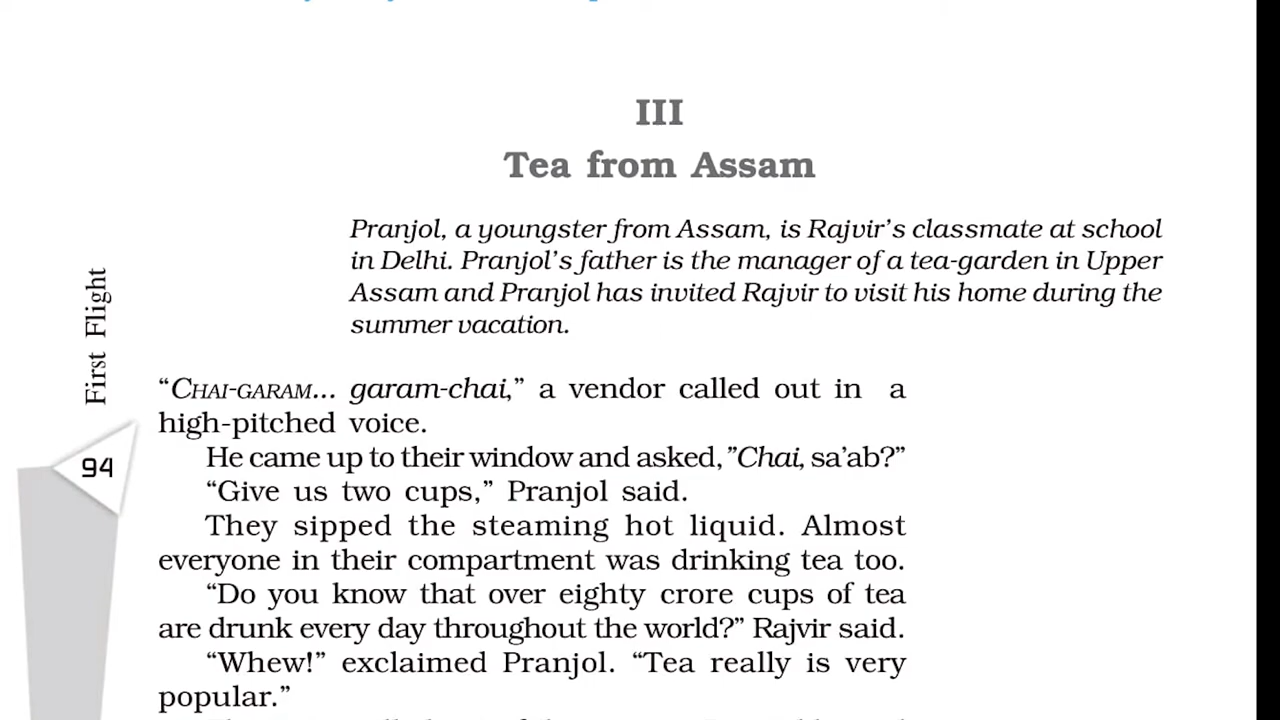 III
Tea from Assam
Pranjol, a youngster from Assam, is Rajvir’s classmate at school
in Delhi. Pranjol’s father is the manager of a tea-garden in Upper
Assam and Pranjol has invited Rajvir to visit his home during the
summer vacation.
First Flight
94
“CHAI-GARAM... garam-chai,” a vendor called out in a
high-pitched voice.
He came up to their window and asked, ”Chai, sa’ab?”
“Give us two cups,” Pranjol said.
They sipped the steaming hot liquid. Almost
everyone in their compartment was drinking tea too.
“Do you know that over eighty crore cups of tea
are drunk every day throughout the world?” Rajvir said.
“Whew!” exclaimed Pranjol. “Tea really is very
popular.”